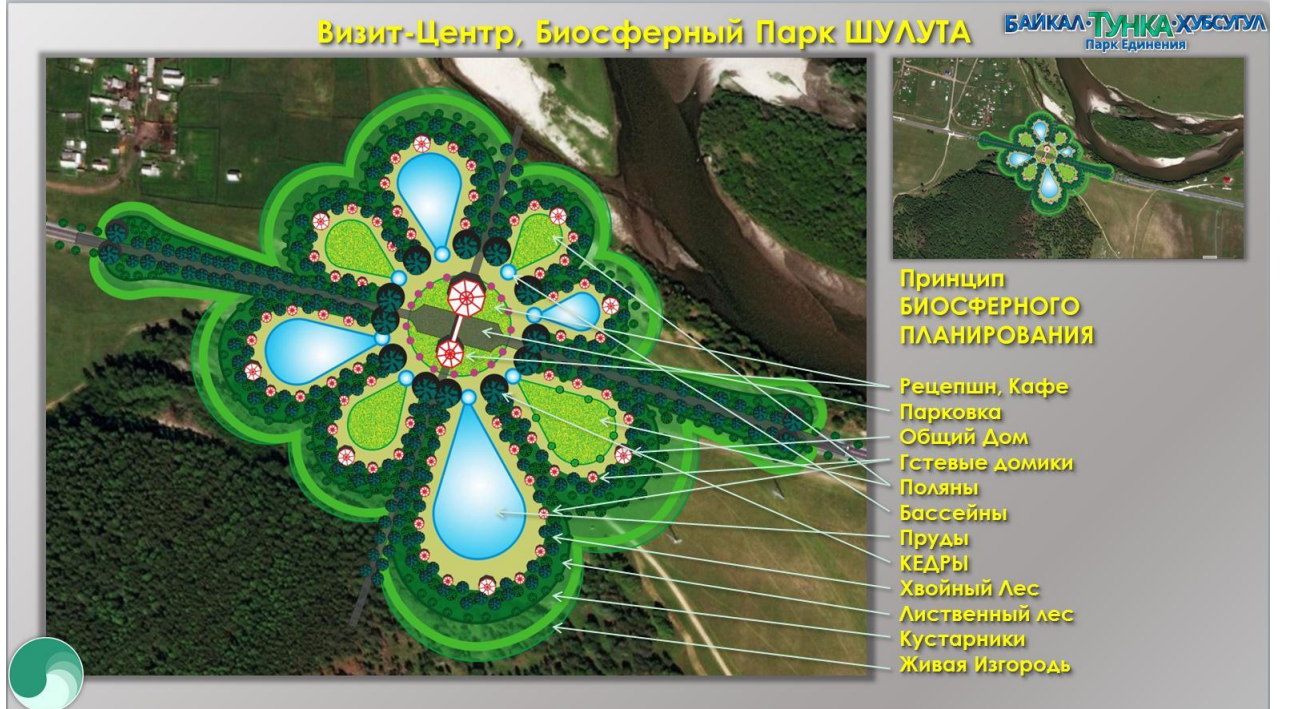 Визит-Центр, Биосферный Парк ШУЛУТА
БАЙКАЛ·ТУНКА·ХУБСУГУЛ
Парк Единения
Принцип
БИОСФЕРНОГО
ПЛАНИРОВАНИЯ
Рецепшн, Кафе
Парковка
Общий Дом
Гстевые домики
Поляны
Бассейны
Пруды
КЕДРЫ
Хвойный Лес
Лиственный лес
Кустарники
Живая Изгородь